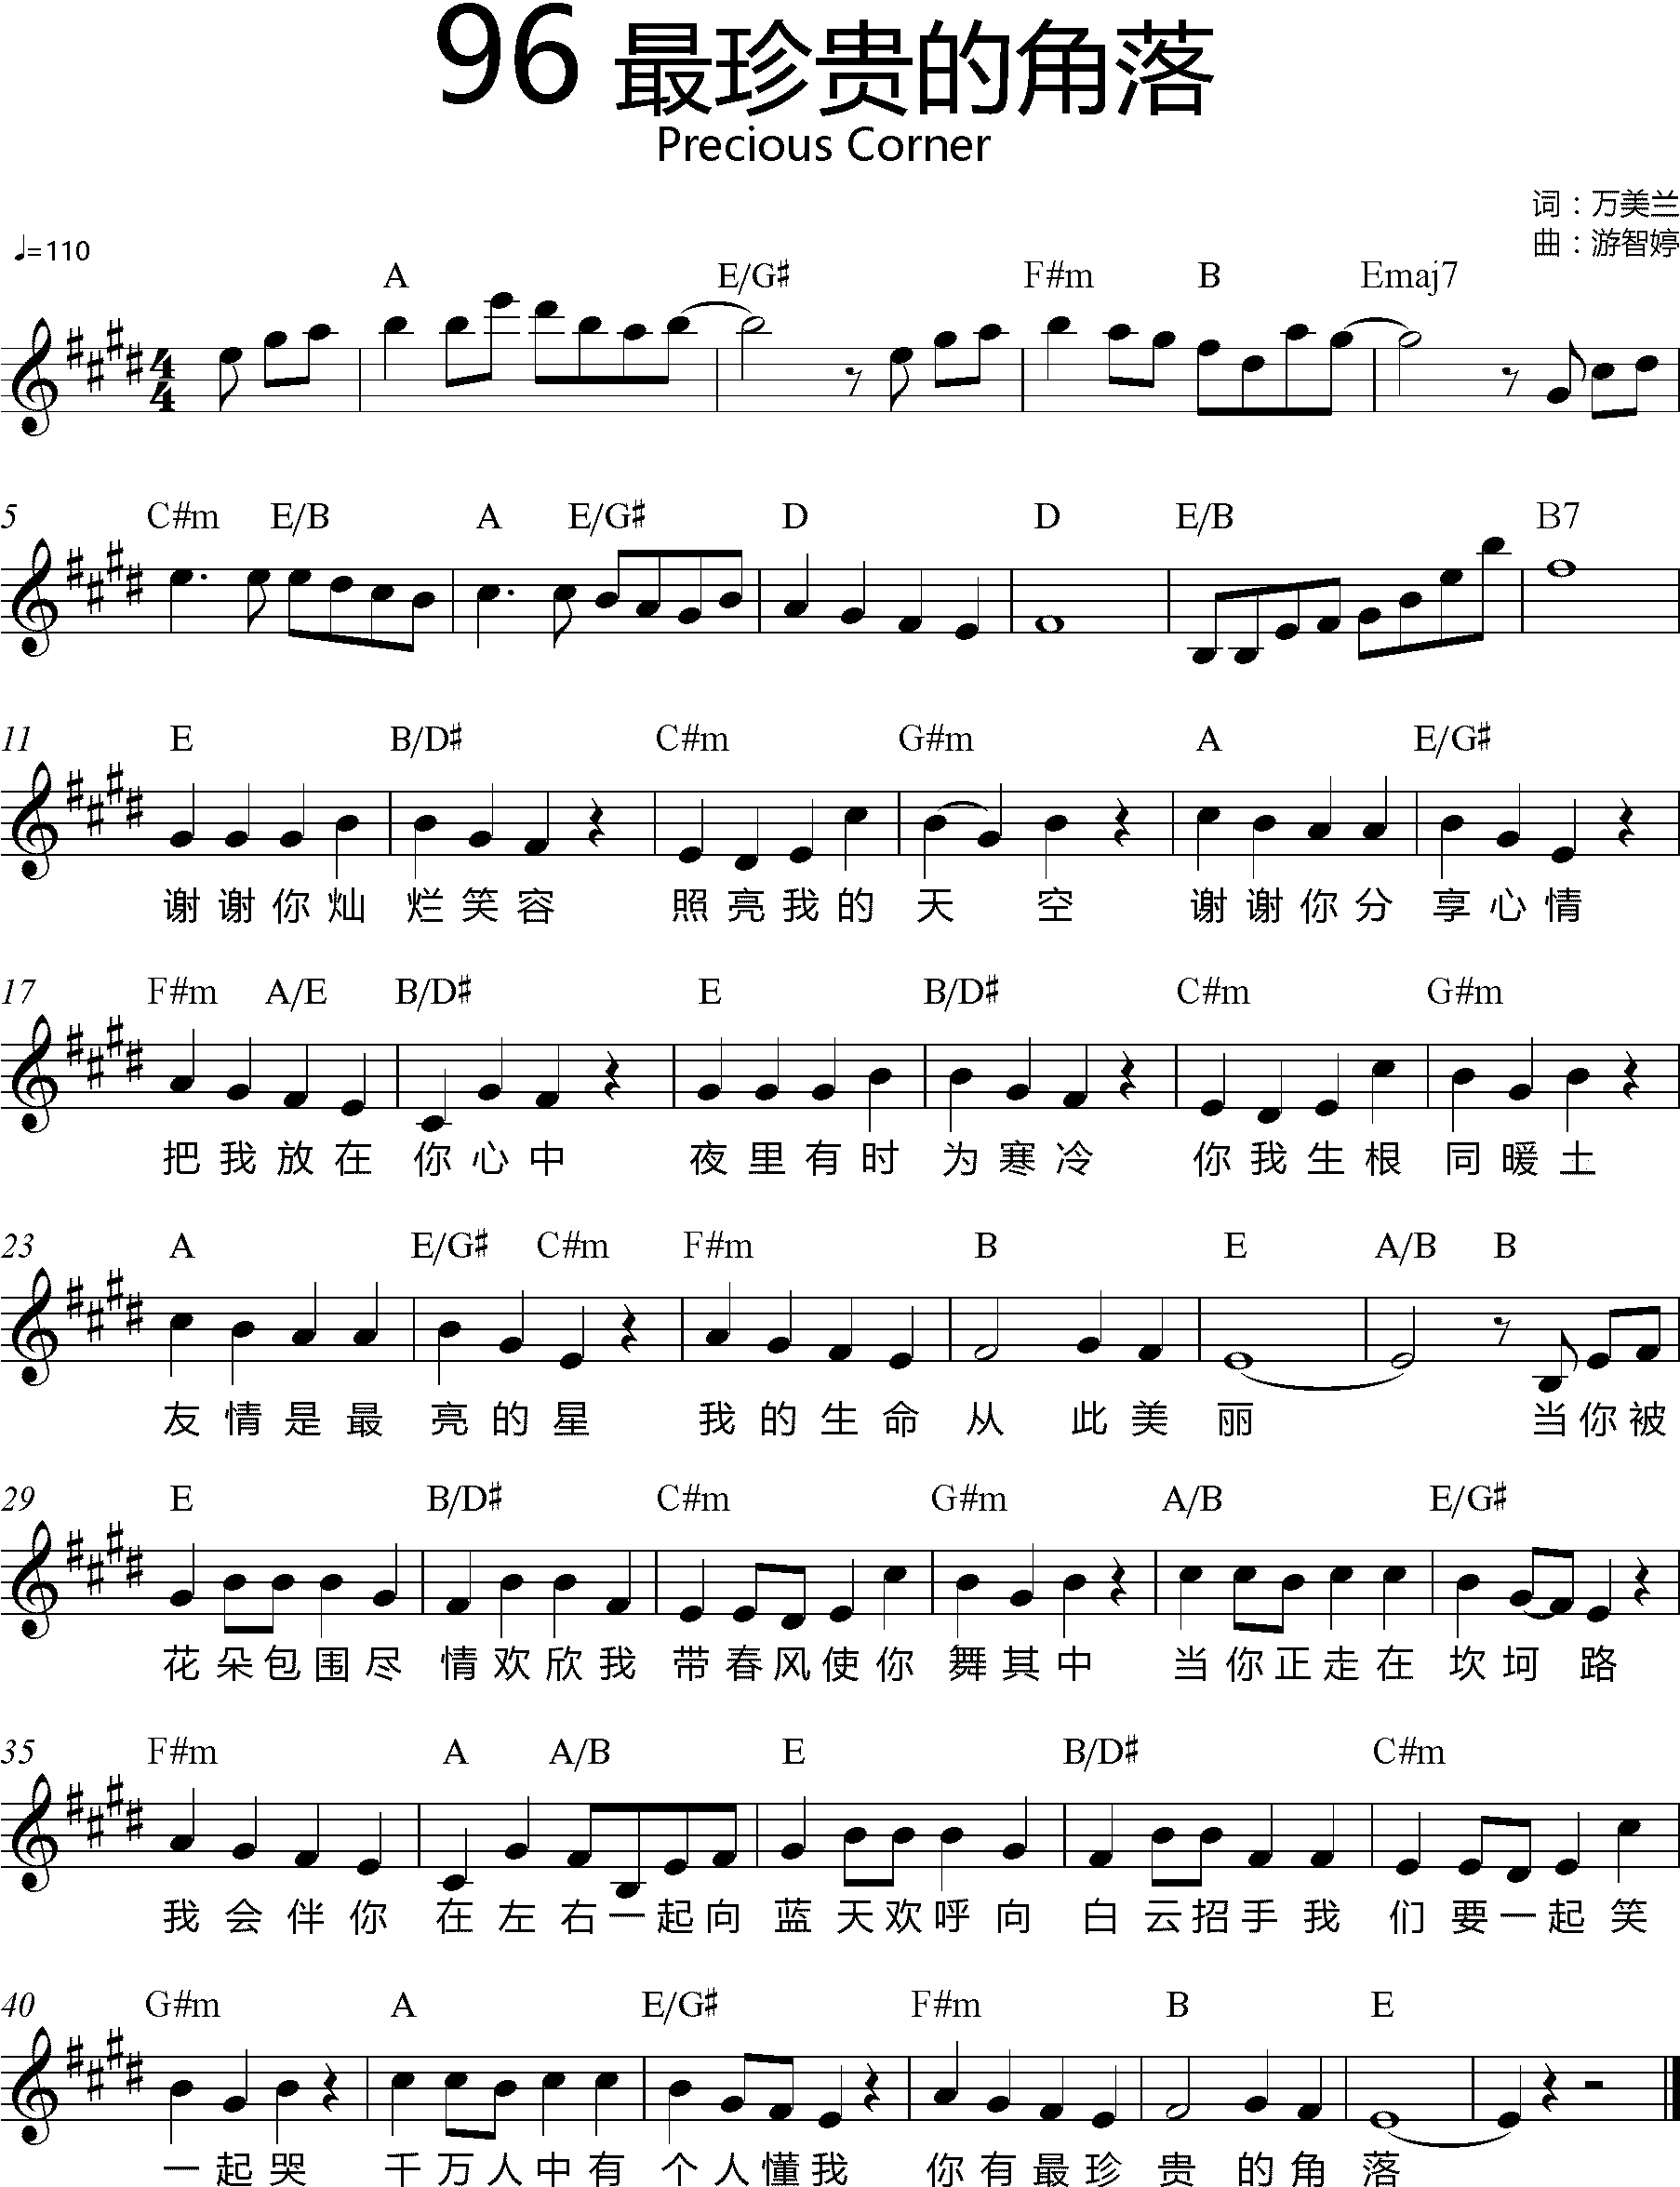 96 最珍贵的角落
Precious Corner
词：万美兰
曲：游智婷
♩=110
A E/G♯ F#m B Emaj7
4
4
5 C#m E/B A E/G♯ D D E/B B7
11 E B/D♯ C#m G#m A E/G♯
谢谢你灿烂笑容 照亮我的天空 谢谢你分享心情
17 F#m A/E B/D♯ E B/D♯ C#m G#m
把我放在你心中 夜里有时为寒冷 你我生根同暖土
23 A E/G♯ C#m F#m B E A/B B
友情是最亮的星 我的生命从此美丽 当你被
29 E B/D♯ C#m G#m A/B E/G♯
花朵包围尽情欢欣我带春风使你舞其中 当你正走在坎坷路
35 F#m A A/B E B/D♯ C#m
我会伴你在左右一起向蓝天欢呼向白云招手我们要一起笑
40 G#m A E/G♯ F#m B E
一起哭 千万人中有个人懂我 你有最珍贵的角落